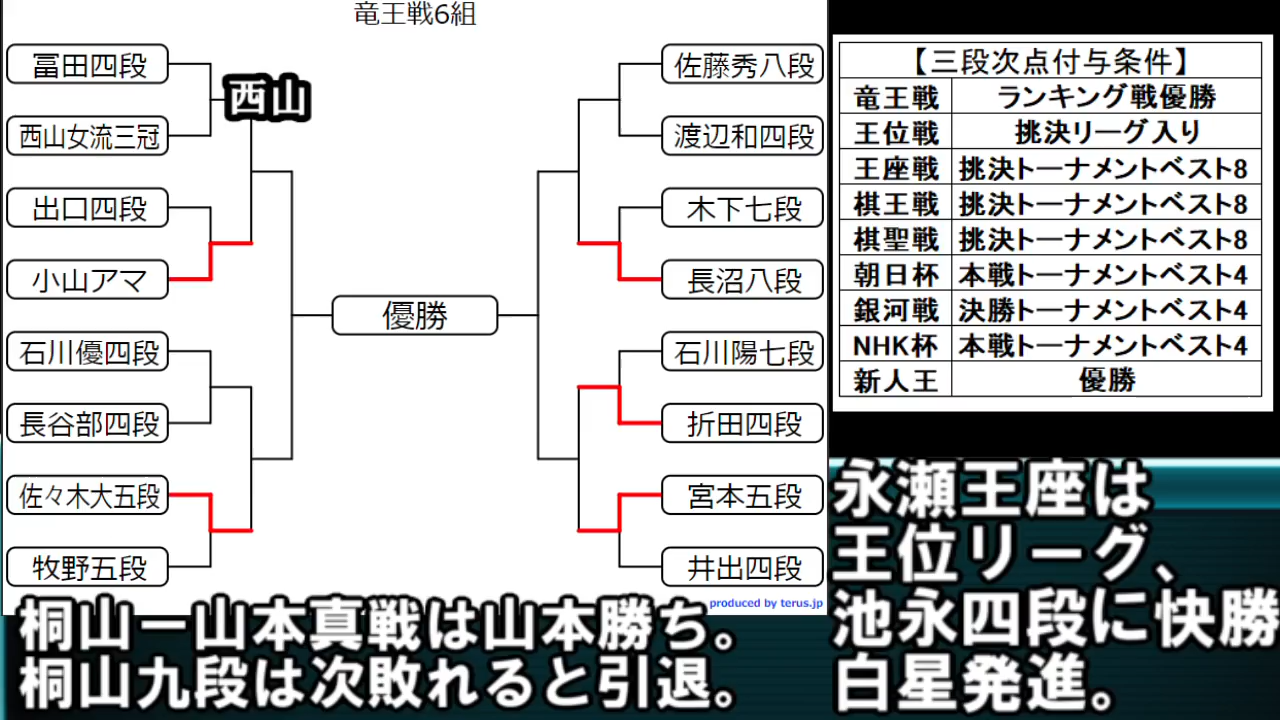 竜王戦6組
冨田四段
西山女流三冠
西山
出口四段
小山アマ
石川優四段
長谷部四段
佐々木大五段
牧野五段
優勝
佐藤秀八段
渡辺和四段
木下七段
長沼八段
石川陽七段
折田四段
宮本五段
井出四段
produced by terus.jp
【三段次点付与条件】
竜王戦 ランキング戦優勝
王位戦 挑決リーグ入り
王座戦 挑決トーナメントベスト8
棋王戦 挑決トーナメントベスト8
棋聖戦 挑決トーナメントベスト8
朝日杯 本戦トーナメントベスト4
銀河戦 決勝トーナメントベスト4
NHK杯 本戦トーナメントベスト4
新人王 優勝
永瀬王座は
王位リーグ、
池永四段に快勝
白星発進。
桐山ー山本真戦は山本勝ち。
桐山九段は次敗れると引退。